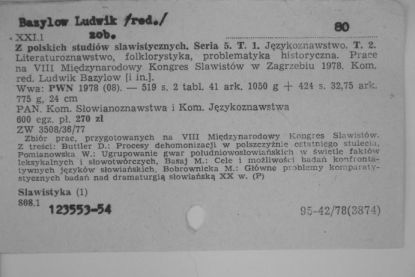 Bazylow Ludwik /red./
80
XXI.1 zob.
Z polskich studiów slawistycznych. Seria 5. T. 1. Językoznawstwo. T. 2.
Literaturoznawstwo, folklorystyka, problematyka historyczna. Prace
na VIII Międzynarodowy Kongres Slawistów w Zagrzebiu 1978. Kom.
red. Ludwik Bazylow [i in.].
Wwa: PWN 1978 (08). — 519 s. 2 tabl. 41 ark. 1050 g + 424 s. 32,75 ark.
775 g, 24 cm
PAN. Kom. Słowianoznawstwa i Kom. Językoznawstwa
600 egz. pł. 270 zł
ZW 3508/36/77
Zbiór prac, przygotowanych na VIII Międzynarodowy Kongres Slawistów.
Z treści: Buttler D.: Procesy dehomonizacji w polszczyźnie ostatniego stulecia,
Pomianowska W.: Ugrupowanie gwar południowosłowiańskich w świetle faktów
leksykalnych i słowotwórczych, Basaj M.: Cele i możliwości badań konfronta-
tywnych języków słowiańskich, Bobrownicka M.: Główne problemy komparaty-
stycznych badań nad dramaturgią słowiańską XX w. (P)
Slawistyka (1)
808.1
123553-54
95-42/78(3874)